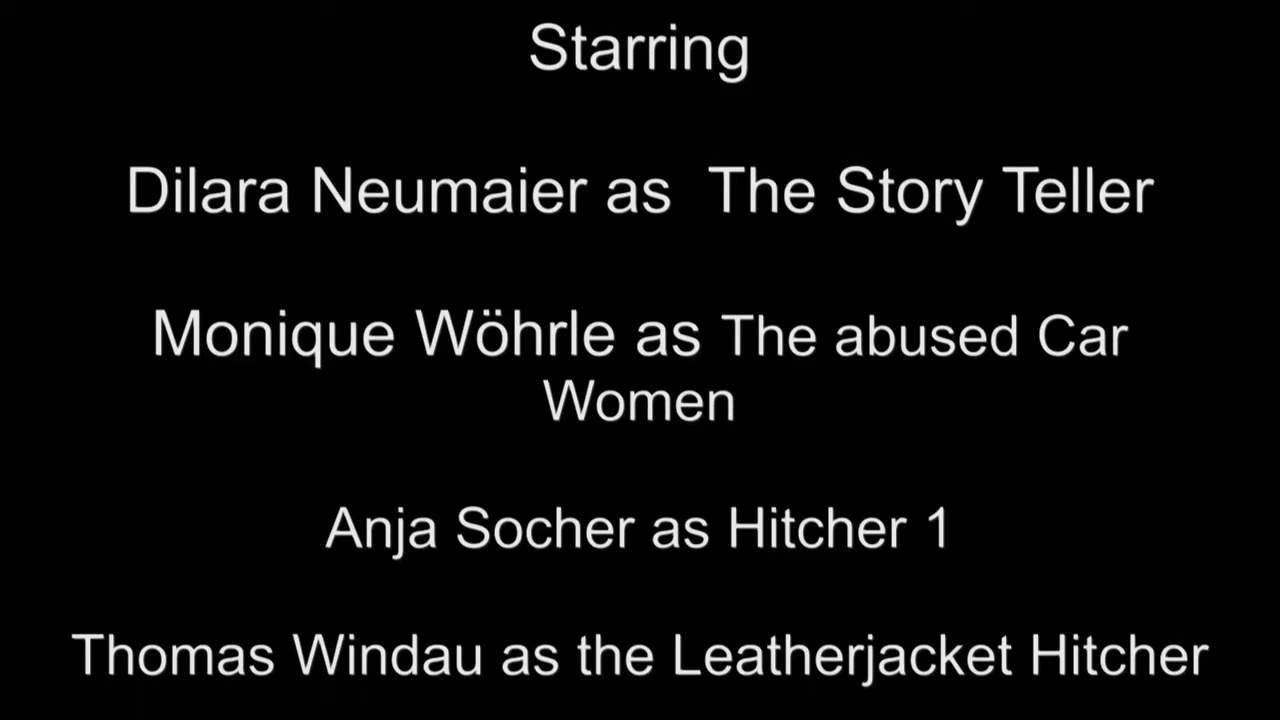 Starring
Dilara Neumaier as  The Story Teller
Monique Wöhrle as The abused Car
Women
Anja Socher as Hitcher 1
Thomas Windau as the Leatherjacket Hitcher